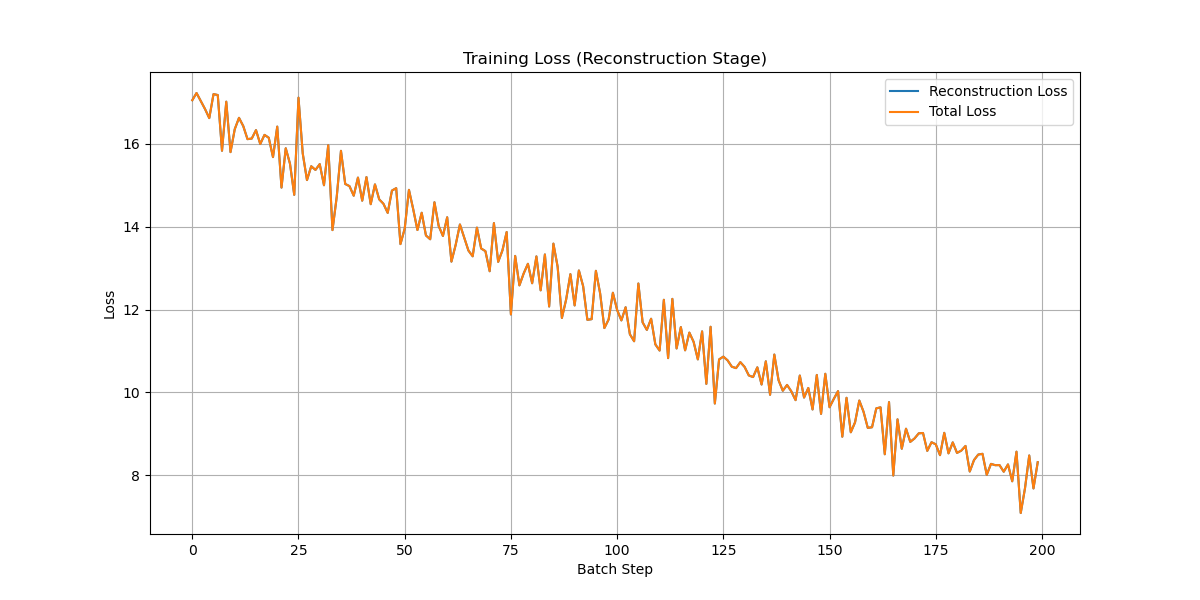 Training Loss (Reconstruction Stage)
Reconstruction Loss
Total Loss
16
14
12
10
8
Loss
0 25 50 75 100 125 150 175 200
Batch Step